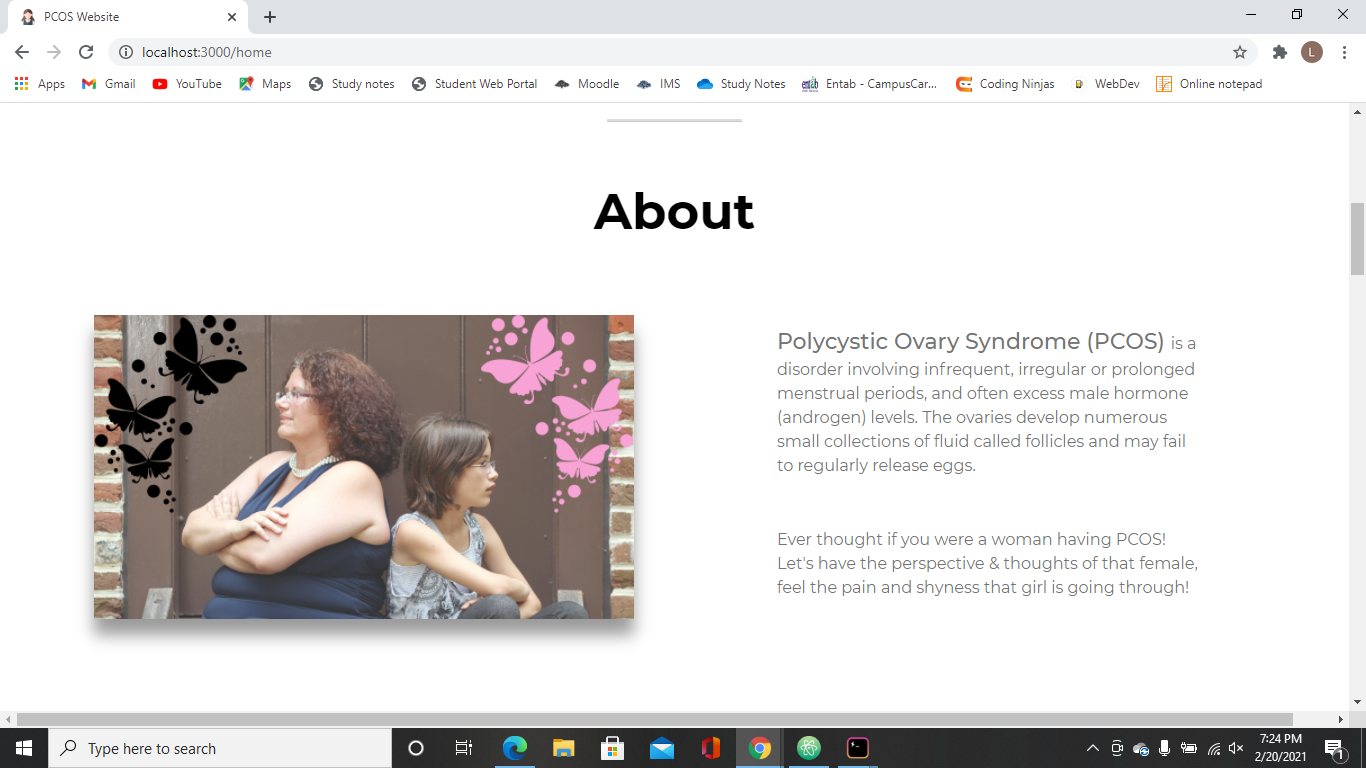 PCOS Website
localhost:3000/home
L
Apps
Gmail
YouTube
Maps
Study notes
Student Web Portal
Moodle
IMS
Study Notes
Entab - CampusCar...
Coding Ninjas
WebDev
Online notepad
About
Polycystic Ovary Syndrome (PCOS) is a
disorder involving infrequent, irregular or prolonged
menstrual periods, and often excess male hormone
(androgen) levels. The ovaries develop numerous
small collections of fluid called follicles and may fail
to regularly release eggs.
Ever thought if you were a woman having PCOS!
Let's have the perspective & thoughts of that female,
feel the pain and shyness that girl is going through!
Type here to search
7:24 PM
2/20/2021
1